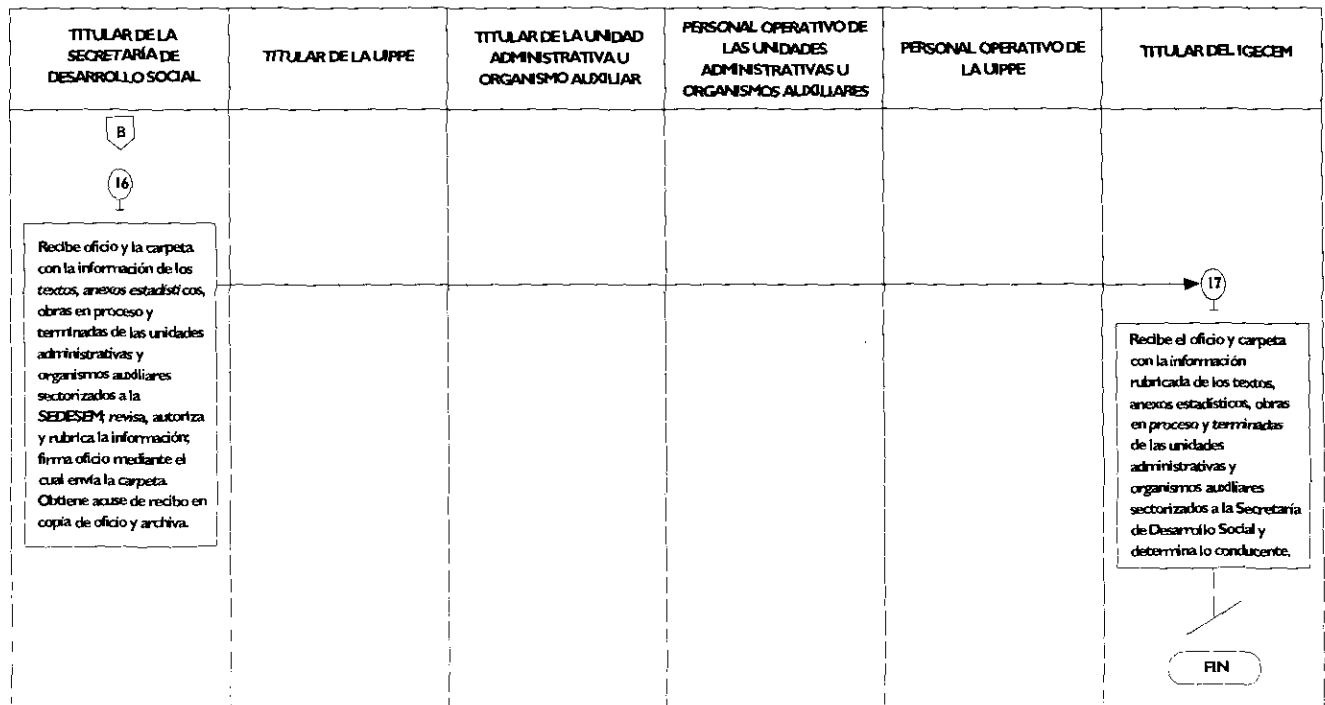 TITULAR DE LA
SECRETARÍA DE
DESARROLLO SOCIAL
TITULAR DE LA UIPPE
TITULAR DE LA UNIDAD
ADMINISTRATIVA U
ORGANISMO AUXILIAR
PERSONAL OPERATIVO DE
LAS UNIDADES
ADMINISTRATIVAS U
ORGANISMOS AUXILIARES
PERSONAL OPERATIVO DE
LA UIPPE
TITULAR DEL IGECEM
B
16
Recibe oficio y la carpeta
con la información de los
textos, anexos estadísticos,
obras en proceso y
terminadas de las unidades
administrativas y
organismos auxiliares
sectorizados a la
SEDESEM; revisa, autoriza
y rubrica la información;
firma oficio mediante el
cual envía la carpeta.
Obtiene acuse de recibo en
copia de oficio y archiva.
17
Recibe el oficio y carpeta
con la información
rubricada de los textos,
anexos estadísticos, obras
en proceso y terminadas
de las unidades
administrativas y
organismos auxiliares
sectorizados a la Secretaría
de Desarrollo Social y
determina lo conducente.
FIN